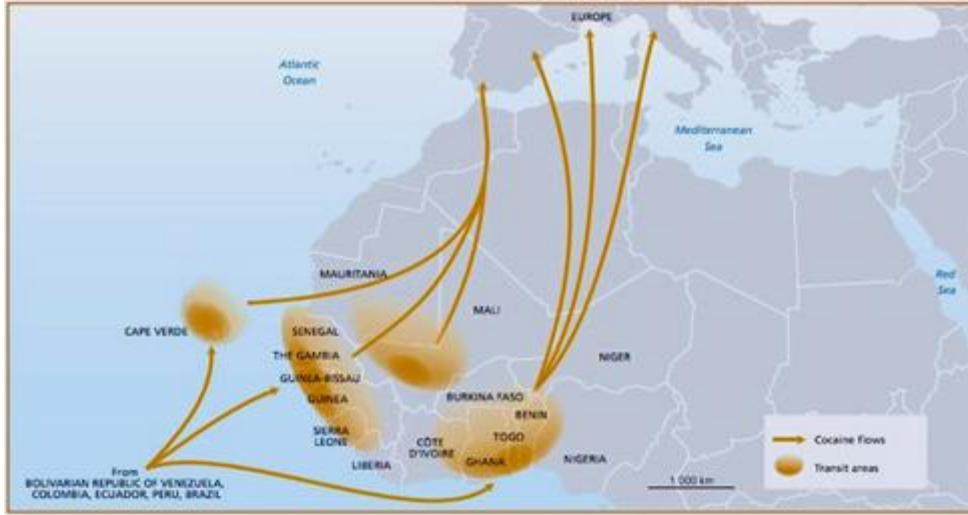 EUROPE
Atlantic
Ocean
Mediterranean
Sea
Red
Sea
MAURITANIA
MALI
CAPE VERDE
SENEGAL
THE GAMBIA
GUINEA-BISSAU
GUINEA
SIERRA
LEONE
LIBERIA
CÔTE
D'IVOIRE
GHANA
TOGO
BENIN
BURKINA FASO
NIGER
NIGERIA
From
BOLIVARIAN REPUBLIC OF VENEZUELA,
COLOMBIA, ECUADOR, PERU, BRAZIL
1 000 km
Cocaine flows
Transit areas